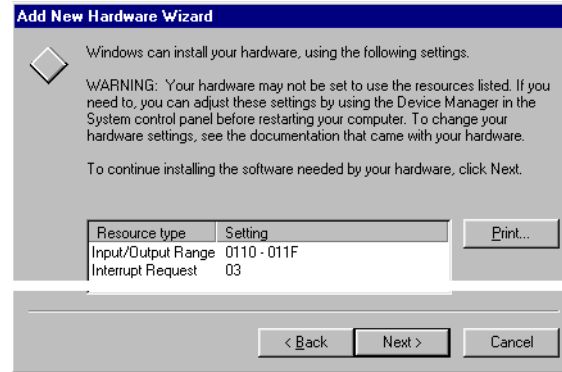 Add New Hardware Wizard
Windows can install your hardware, using the following settings.
WARNING: Your hardware may not be set to use the resources listed. If you
need to, you can adjust these settings by using the Device Manager in the
System control panel before restarting your computer. To change your
hardware settings, see the documentation that came with your hardware.
To continue installing the software needed by your hardware, click Next.
Resource type Setting
Input/Output Range 0110 - 011F
Interrupt Request 03
Print...
< Back Next > Cancel